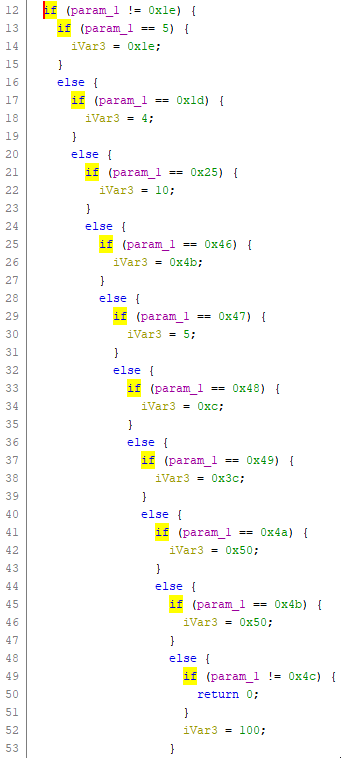 12 if (param_1 != 0x1e) {
13 if (param_1 == 5) {
14 iVar3 = 0x1e;
15 }
16 else {
17 if (param_1 == 0x1d) {
18 iVar3 = 4;
19 }
20 else {
21 if (param_1 == 0x25) {
22 iVar3 = 10;
23 }
24 else {
25 if (param_1 == 0x46) {
26 iVar3 = 0x4b;
27 }
28 else {
29 if (param_1 == 0x47) {
30 iVar3 = 5;
31 }
32 else {
33 if (param_1 == 0x48) {
34 iVar3 = 0xc;
35 }
36 else {
37 if (param_1 == 0x49) {
38 iVar3 = 0x3c;
39 }
40 else {
41 if (param_1 == 0x4a) {
42 iVar3 = 0x50;
43 }
44 else {
45 if (param_1 == 0x4b) {
46 iVar3 = 0x50;
47 }
48 else {
49 if (param_1 != 0x4c) {
50 return 0;
51 }
52 iVar3 = 100;
53 }